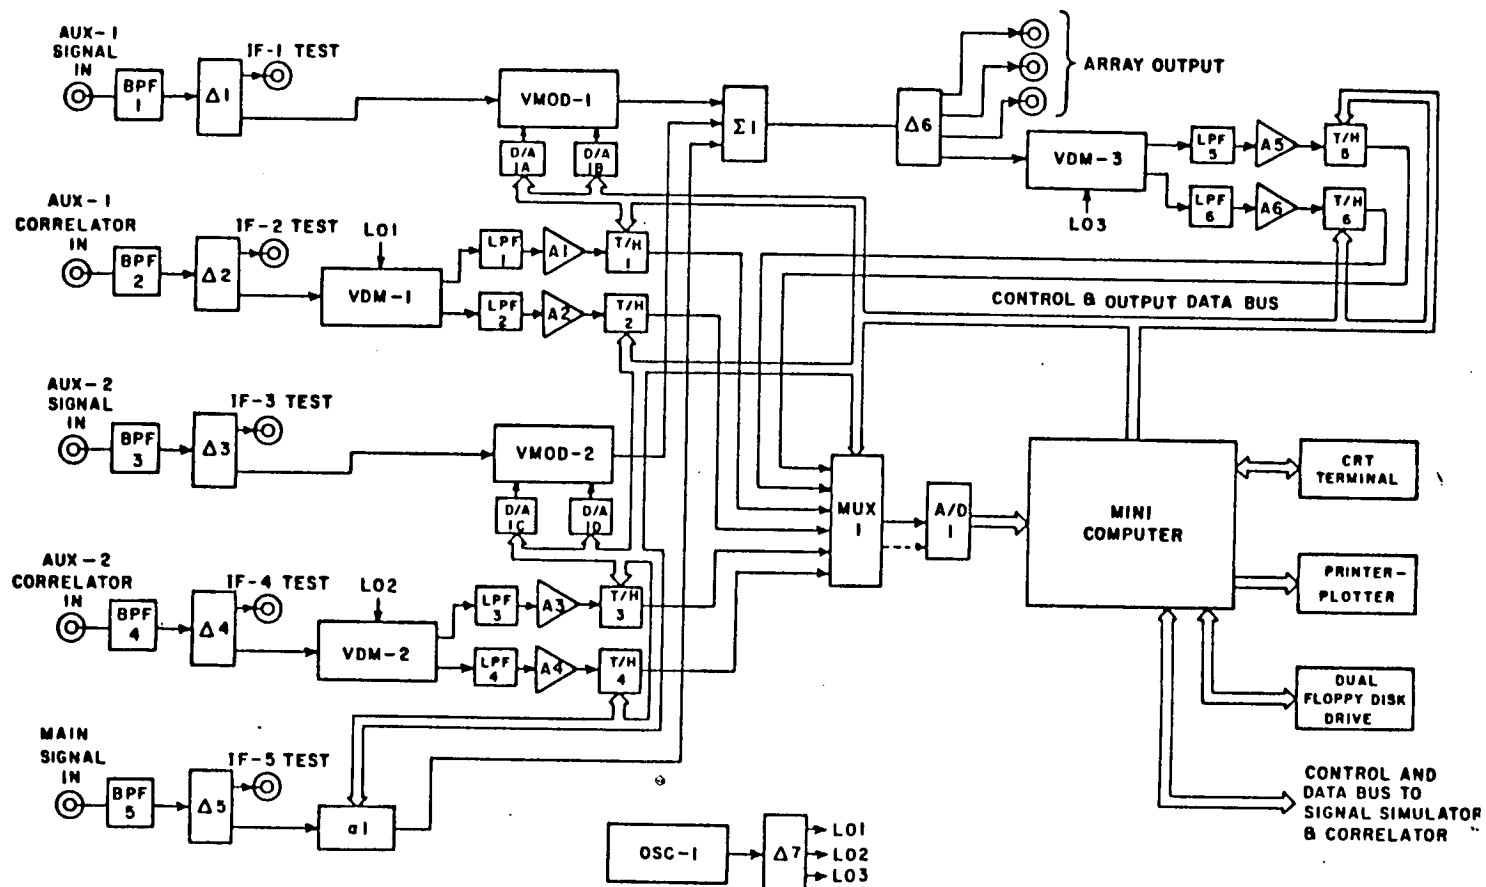 AUX-1
SIGNAL
IN
BPF
1
Δ1
IF-1 TEST
VMOD-1
D/A
1A
D/A
1B
Σ1
Δ6
ARRAY OUTPUT
VDM-3
LO3
LPF
5
A5
T/H
5
LPF
6
A6
T/H
6
AUX-1
CORRELATOR
IN
BPF
2
Δ2
IF-2 TEST
LO1
VDM-1
LPF
1
A1
T/H
1
LPF
2
A2
T/H
2
CONTROL & OUTPUT DATA BUS
AUX-2
SIGNAL
IN
BPF
3
Δ3
IF-3 TEST
VMOD-2
D/A
1C
D/A
1D
MUX
1
A/D
1
MINI
COMPUTER
CRT
TERMINAL
PRINTER-
PLOTTER
DUAL
FLOPPY DISK
DRIVE
CONTROL AND
DATA BUS TO
SIGNAL SIMULATOR
& CORRELATOR
AUX-2
CORRELATOR
IN
BPF
4
Δ4
IF-4 TEST
LO2
VDM-2
LPF
3
A3
T/H
3
LPF
4
A4
T/H
4
MAIN
SIGNAL
IN
BPF
5
Δ5
IF-5 TEST
α1
OSC-1
Δ7
LO1
LO2
LO3